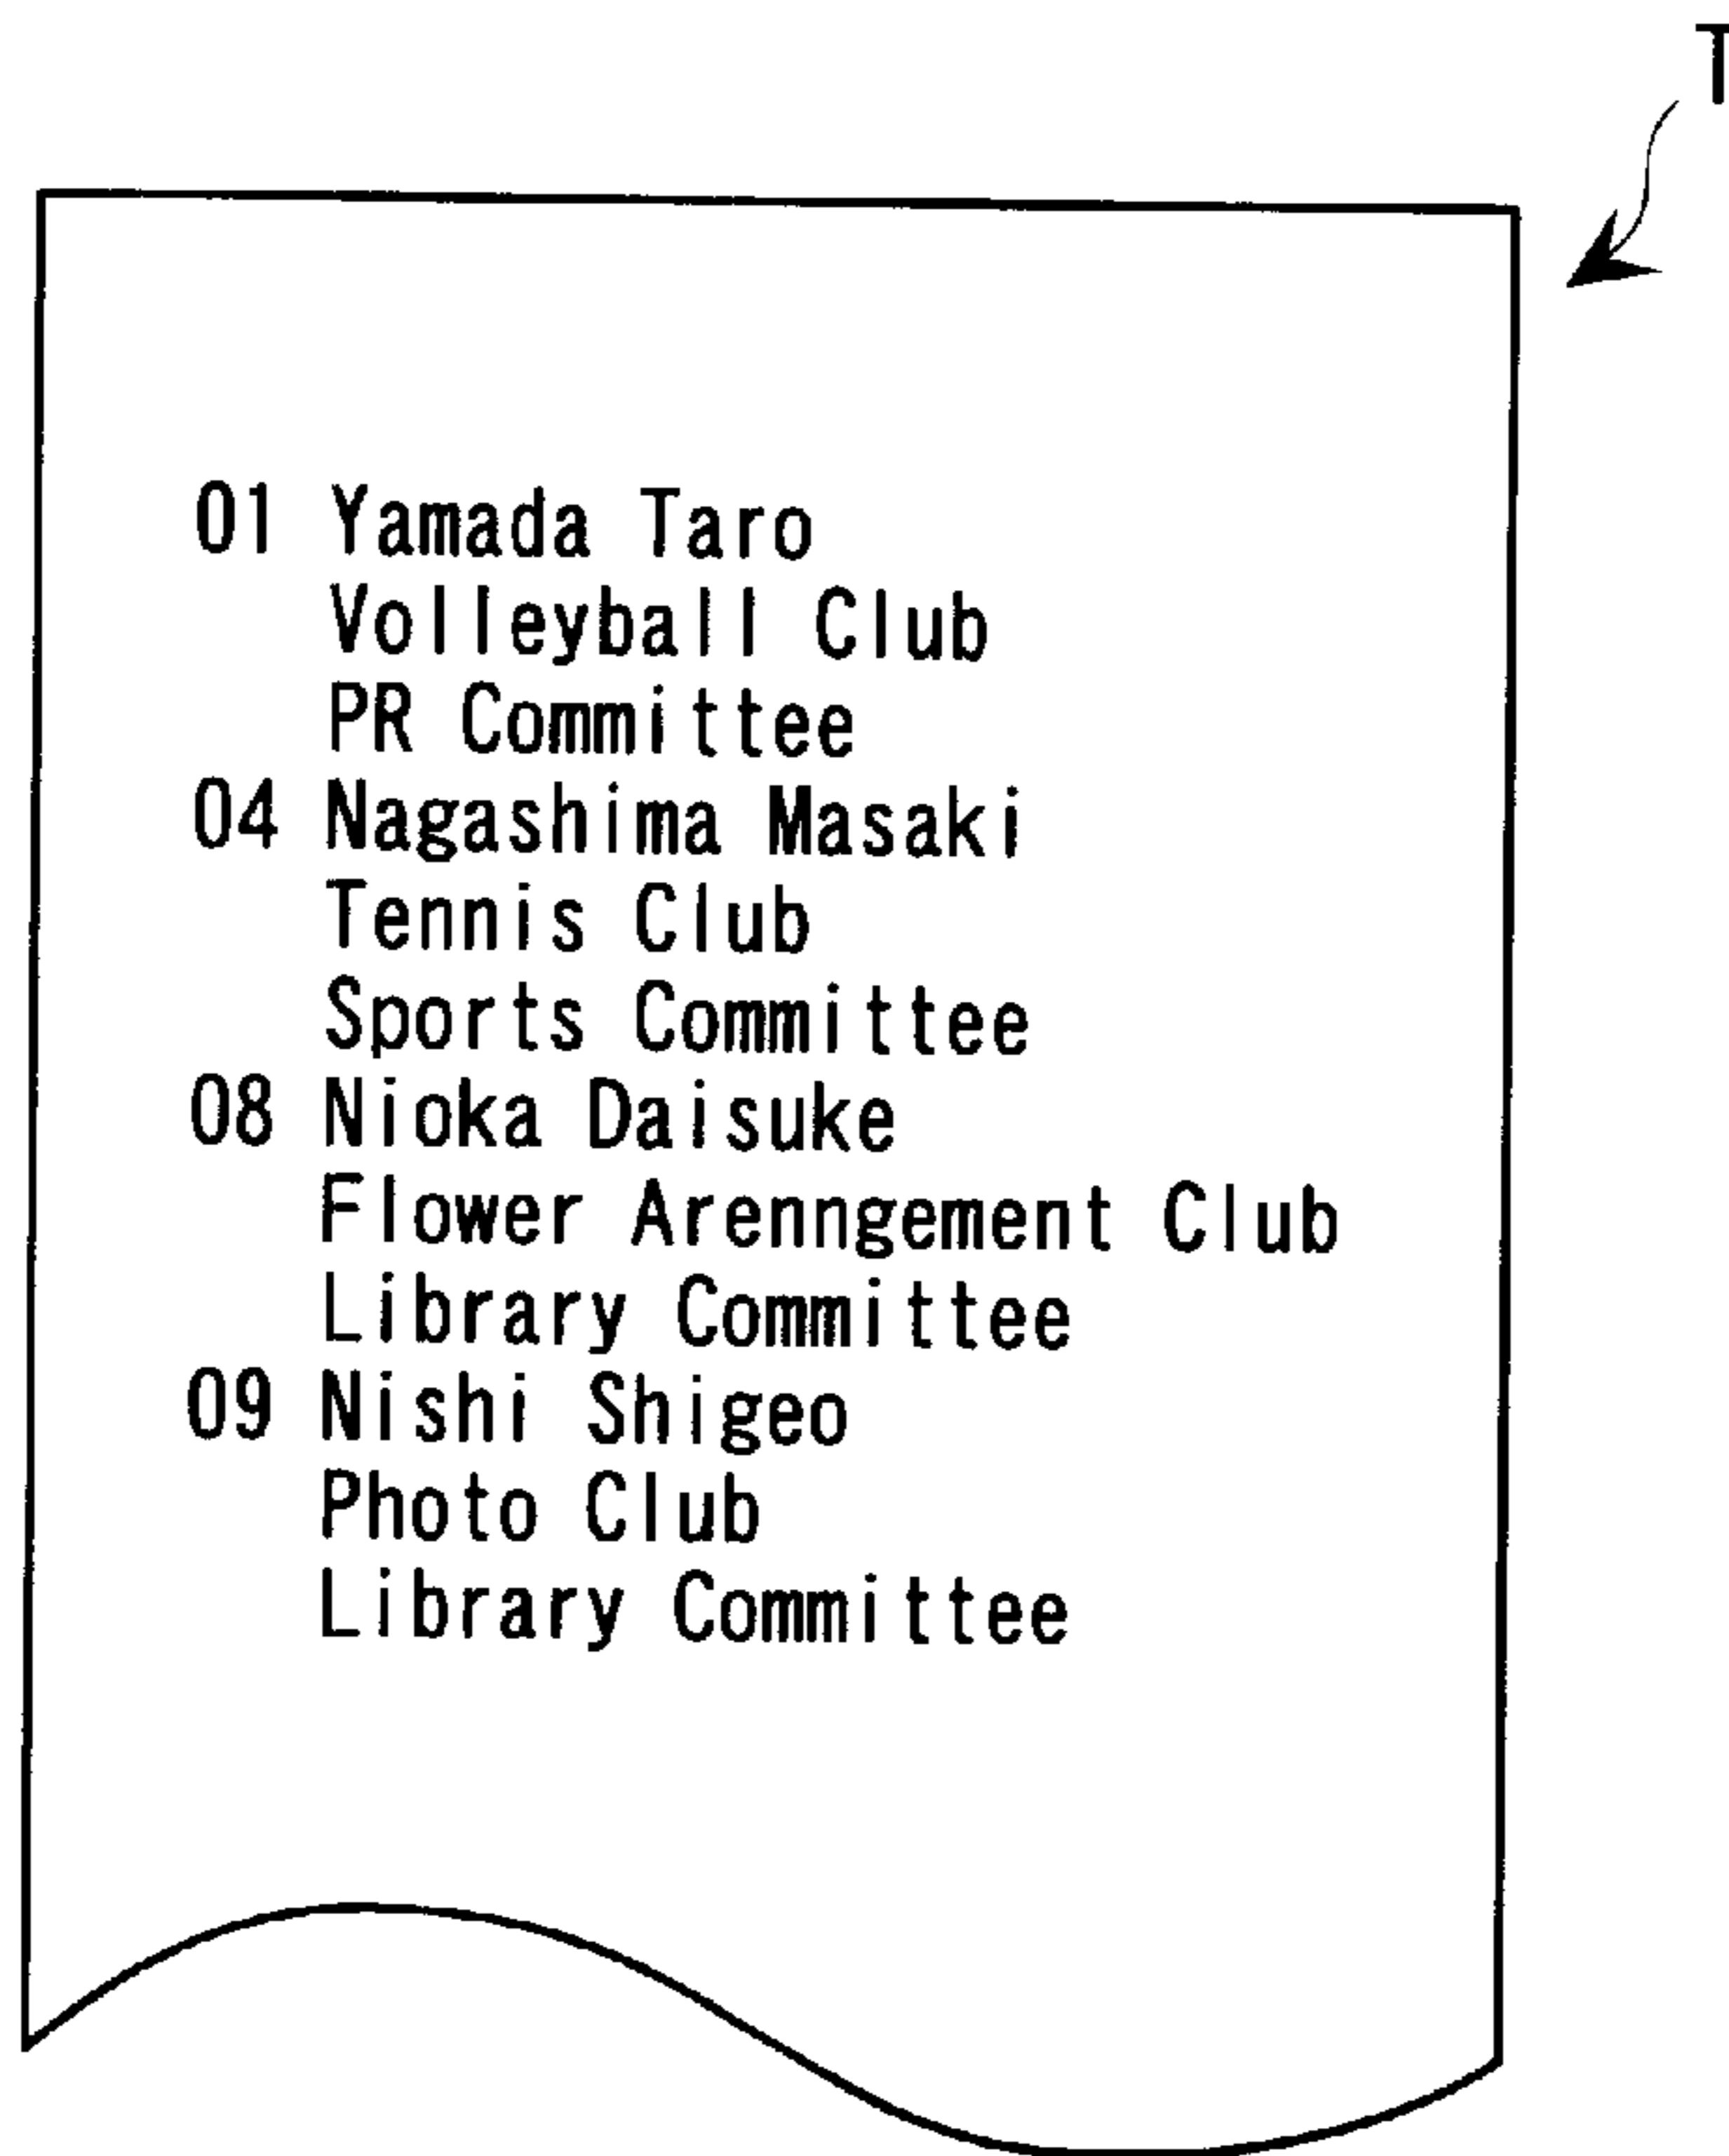 T
01 Yamada Taro
Volleyball Club
PR Committee
04 Nagashima Masaki
Tennis Club
Sports Committee
08 Nioka Daisuke
Flower Arenngement Club
Library Committee
09 Nishi Shigeo
Photo Club
Library Committee